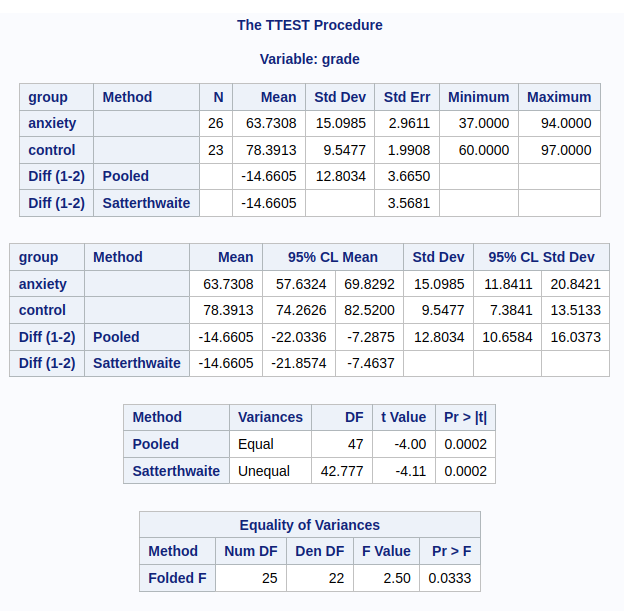 The TTEST Procedure
Variable: grade
group Method N Mean Std Dev Std Err Minimum Maximum
anxiety 26 63.7308 15.0985 2.9611 37.0000 94.0000
control 23 78.3913 9.5477 1.9908 60.0000 97.0000
Diff (1-2) Pooled -14.6605 12.8034 3.6650
Diff (1-2) Satterthwaite -14.6605 3.5681
group Method Mean 95% CL Mean Std Dev 95% CL Std Dev
anxiety 63.7308 57.6324 69.8292 15.0985 11.8411 20.8421
control 78.3913 74.2626 82.5200 9.5477 7.3841 13.5133
Diff (1-2) Pooled -14.6605 -22.0336 -7.2875 12.8034 10.6584 16.0373
Diff (1-2) Satterthwaite -14.6605 -21.8574 -7.4637
Method Variances DF t Value Pr > |t|
Pooled Equal 47 -4.00 0.0002
Satterthwaite Unequal 42.777 -4.11 0.0002
Equality of Variances
Method Num DF Den DF F Value Pr > F
Folded F 25 22 2.50 0.0333